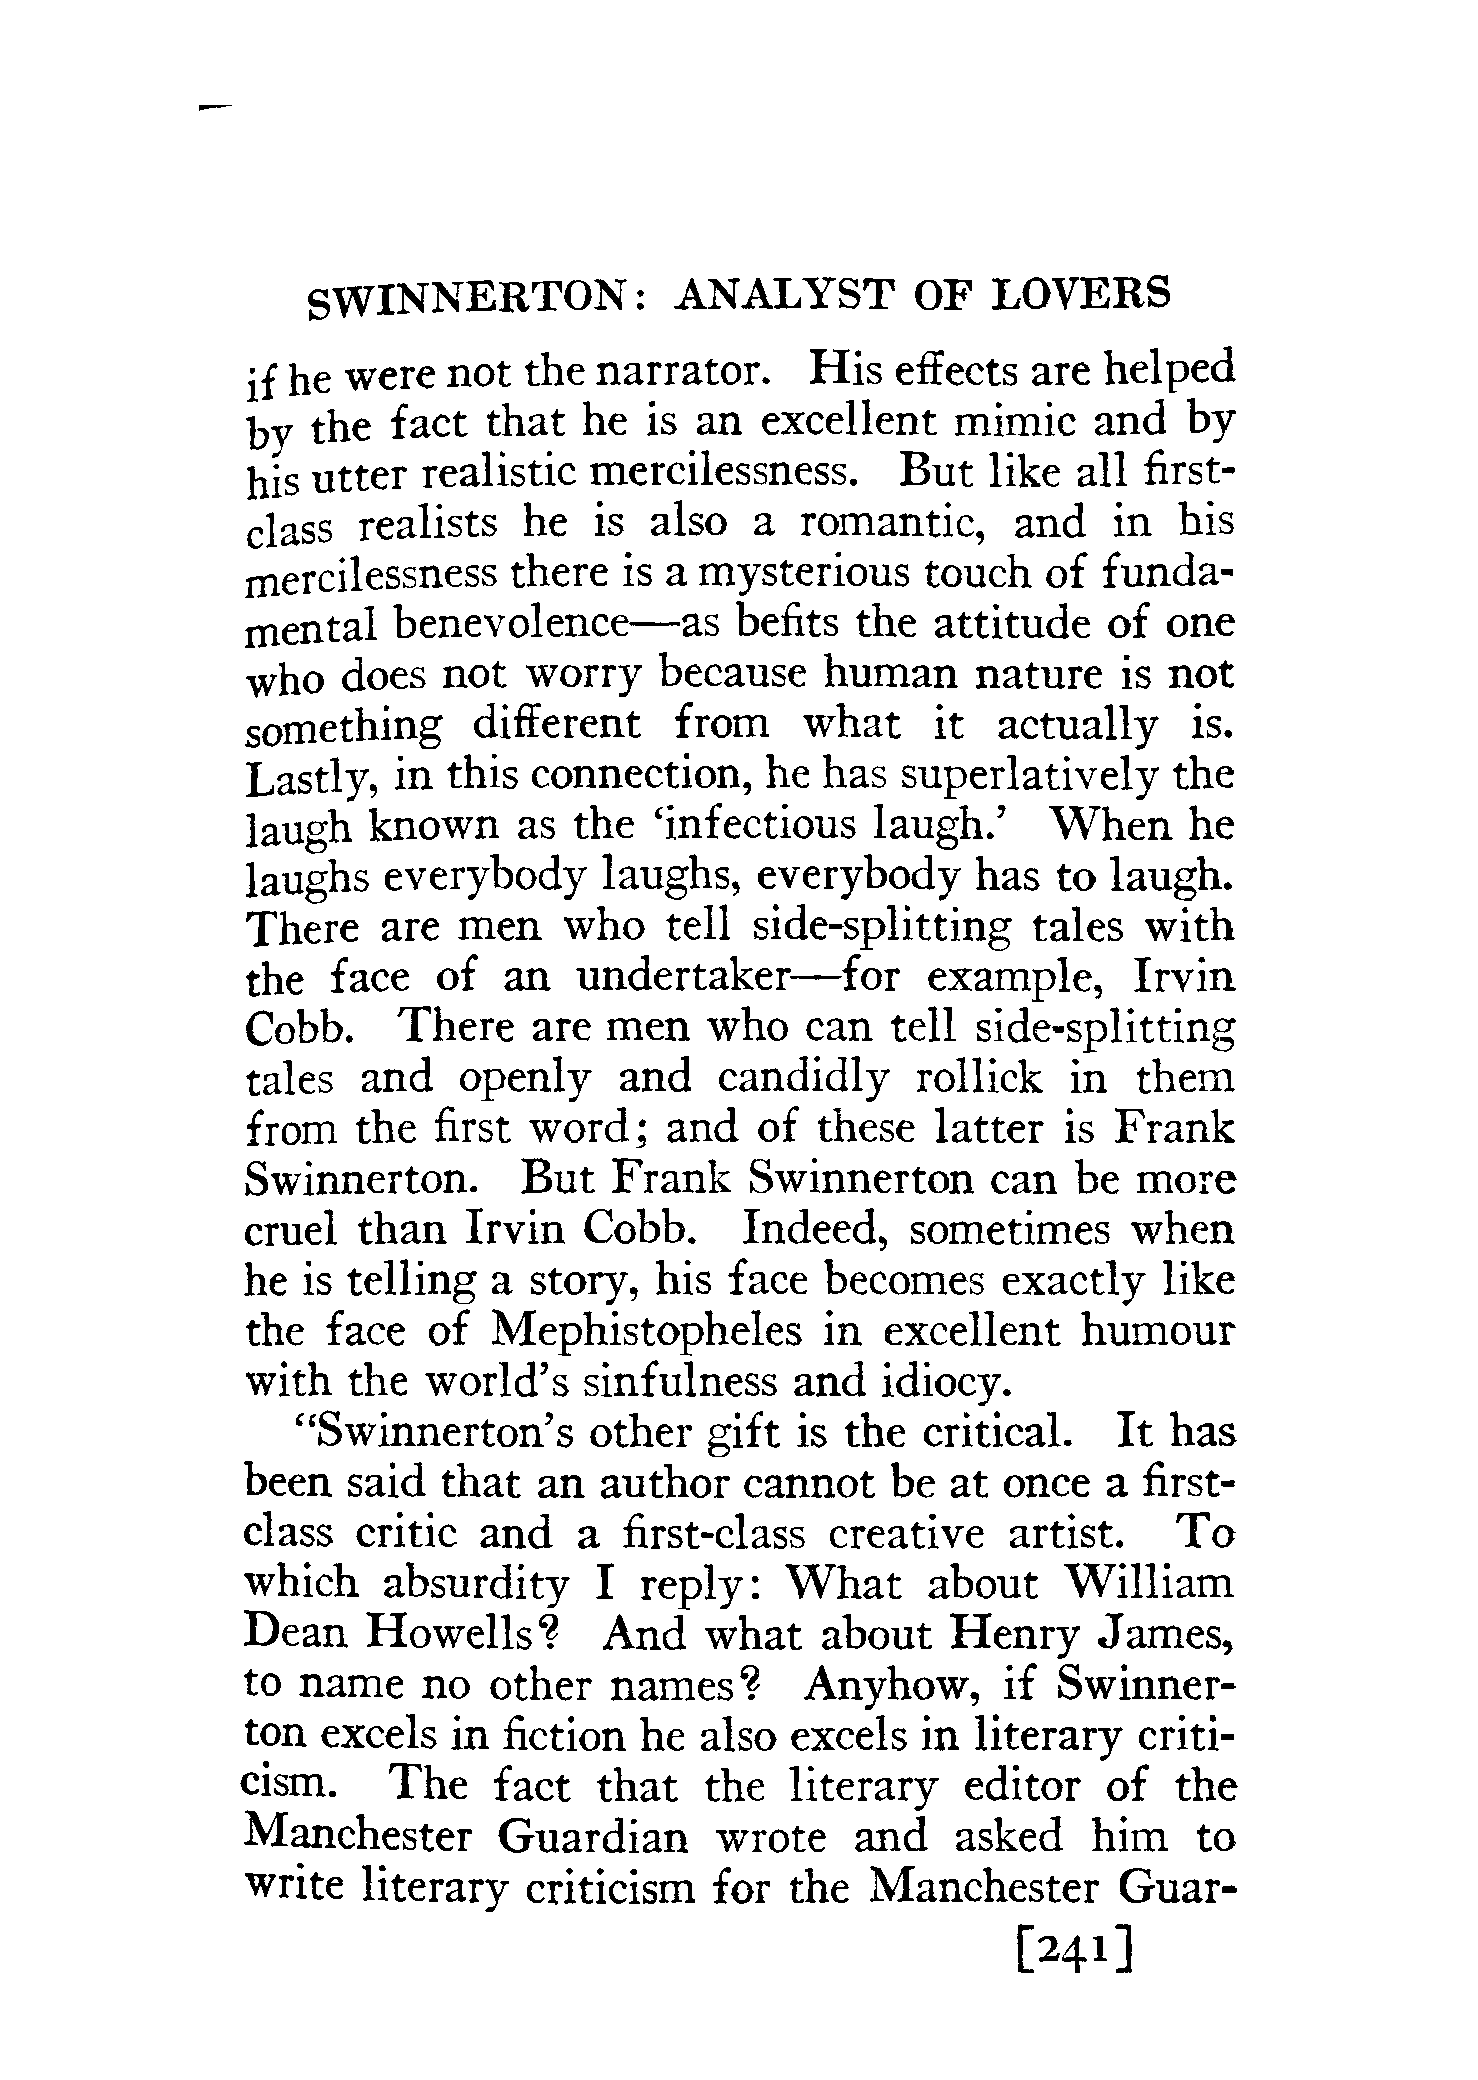 SWINNERTON: ANALYST OF LOVERS
if he were not the narrator. His effects are helped
by the fact that he is an excellent mimic and by
his utter realistic mercilessness. But like all first-
class realists he is also a romantic, and in his
mercilessness there is a mysterious touch of funda-
mental benevolence—as befits the attitude of one
who does not worry because human nature is not
something different from what it actually is.
Lastly, in this connection, he has superlatively the
laugh known as the ‘infectious laugh.’ When he
laughs everybody laughs, everybody has to laugh.
There are men who tell side-splitting tales with
the face of an undertaker—for example, Irvin
Cobb. There are men who can tell side-splitting
tales and openly and candidly rollick in them
from the first word; and of these latter is Frank
Swinnerton. But Frank Swinnerton can be more
cruel than Irvin Cobb. Indeed, sometimes when
he is telling a story, his face becomes exactly like
the face of Mephistopheles in excellent humour
with the world’s sinfulness and idiocy.
“Swinnerton’s other gift is the critical. It has
been said that an author cannot be at once a first-
class critic and a first-class creative artist. To
which absurdity I reply: What about William
Dean Howells? And what about Henry James,
to name no other names? Anyhow, if Swinner-
ton excels in fiction he also excels in literary criti-
cism. The fact that the literary editor of the
Manchester Guardian wrote and asked him to
write literary criticism for the Manchester Guar-
[241]